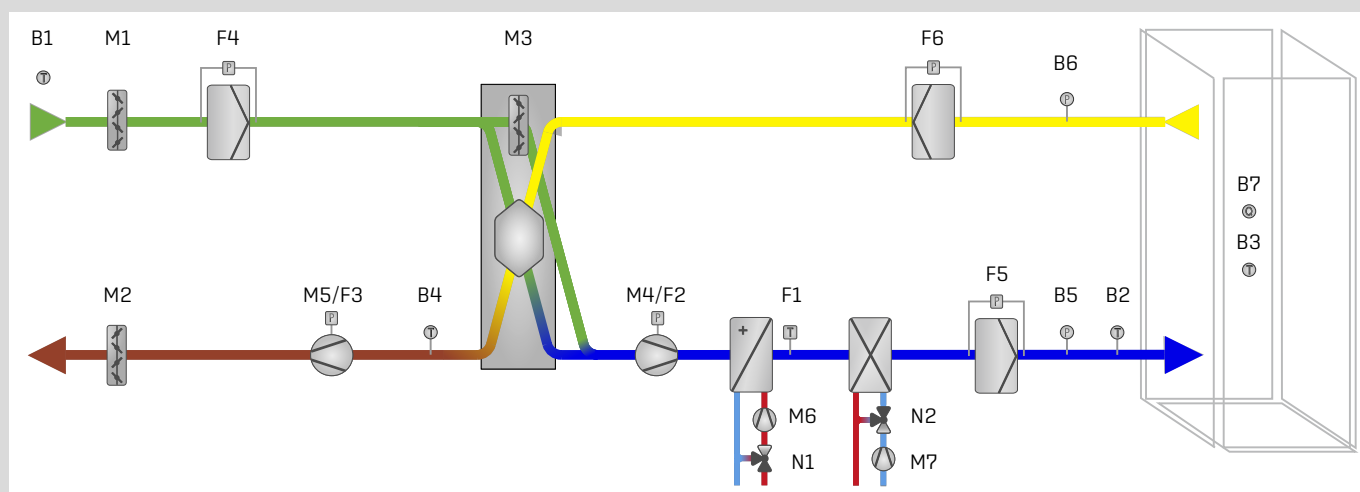 B1 M1 F4 M3 F6 B6
T P P P
B7
Q
B3
T
M2 M5/F3 B4 M4/F2 F1 F5 B5 B2
P T P T P P T
+
M6 N2
N1 M7